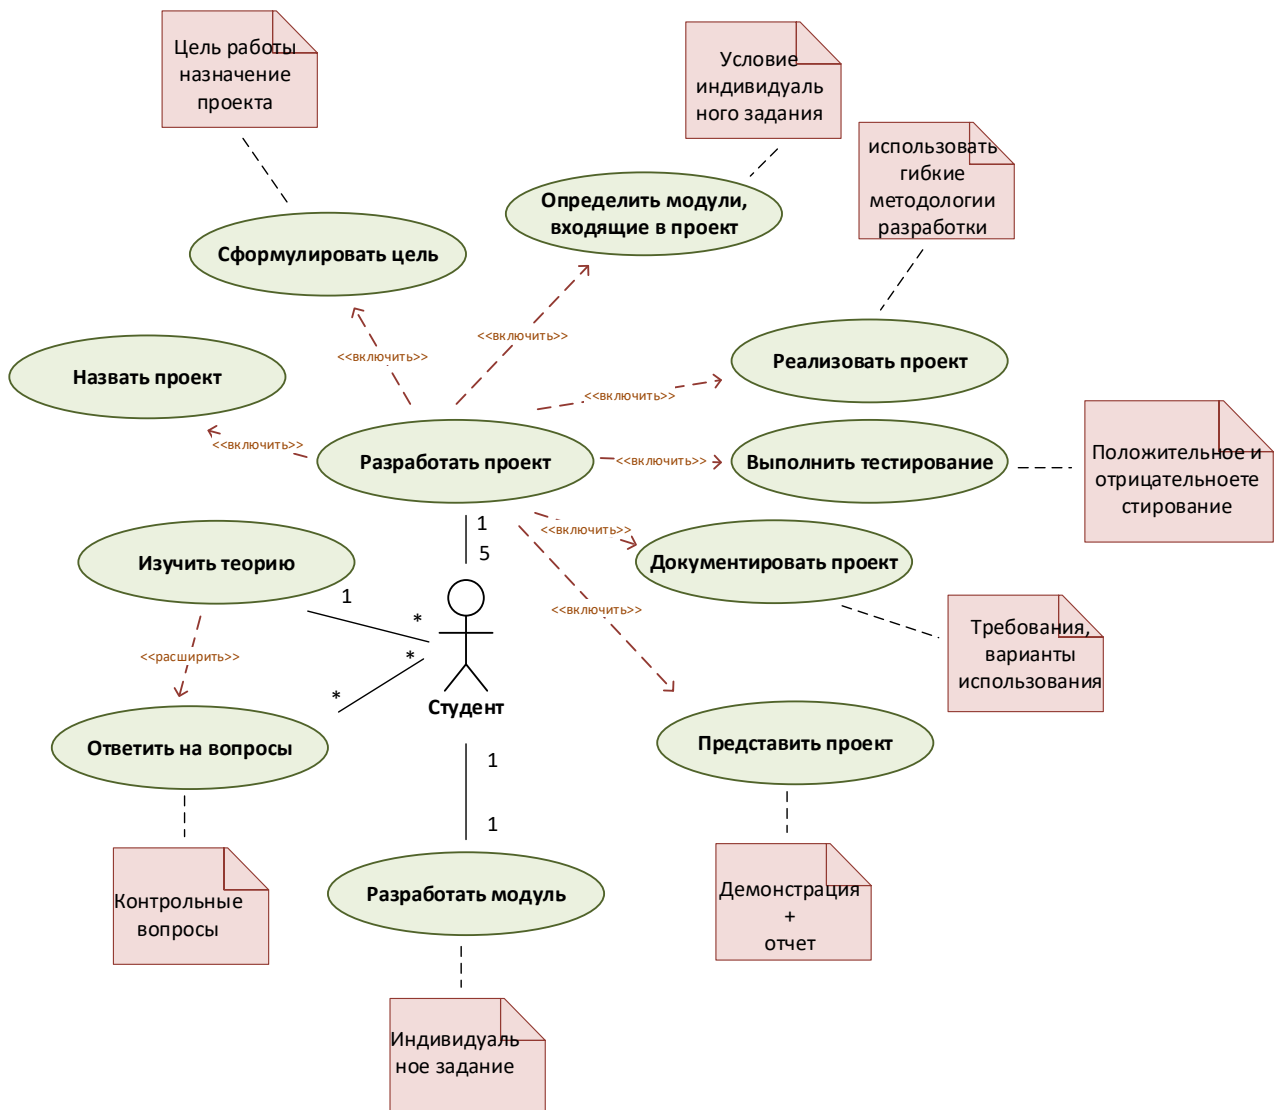 Цель работы
назначение
проекта
Условие
индивидуаль
ного задания
использовать
гибкие
методологии
разработки
Определить модули,
входящие в проект
Сформулировать цель
<<включить>>
<<включить>>
Назвать проект
Реализовать проект
<<включить>>
<<включить>>
Разработать проект
<<включить>>
Выполнить тестирование
Положительное и
отрицательноете
стирование
1
5
<<включить>>
Изучить теорию
Документировать проект
1
*
<<включить>>
Требования,
варианты
использования
<<расширить>>
*
*
Студент
Ответить на вопросы
Представить проект
1
1
Разработать модуль
Контрольные
вопросы
Демонстрация
+
отчет
Индивидуаль
ное задание